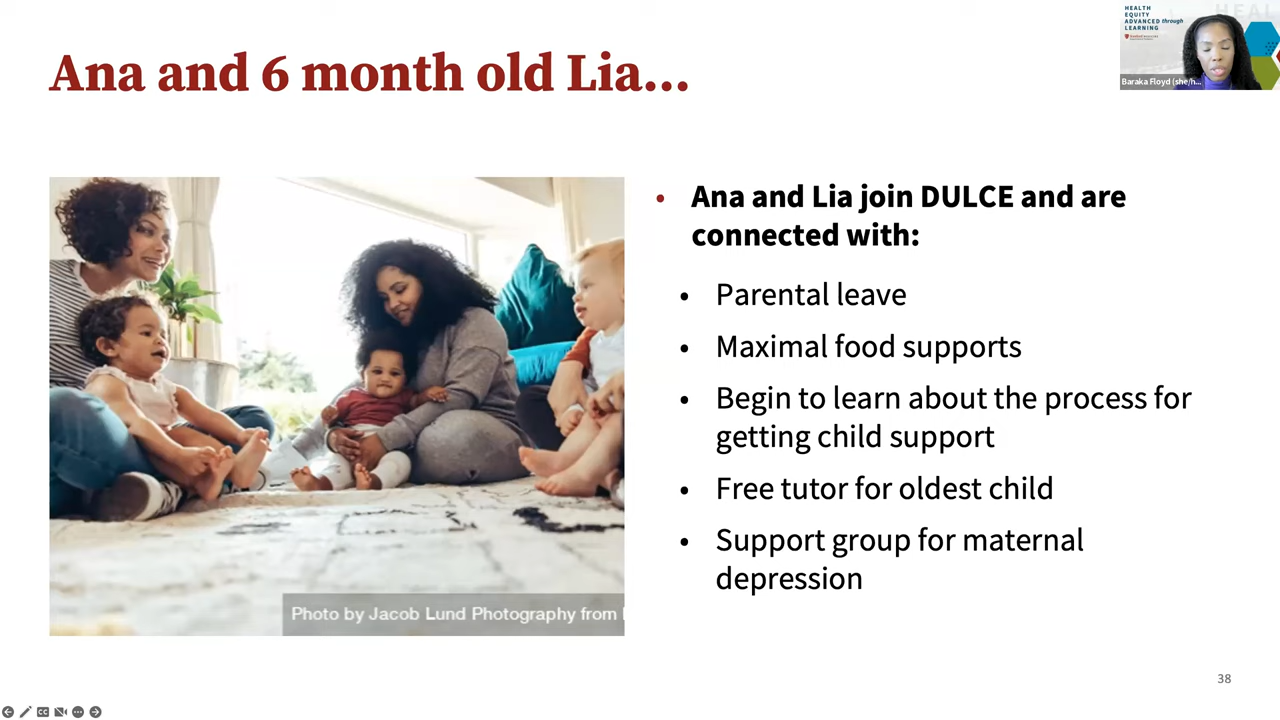 Ana and 6 month old Lia...
HEALTH
EQUITY
ADVANCED through
LEARNING
HEAL
Baraka Floyd (she/h...
• Ana and Lia join DULCE and are
connected with:
• Parental leave
• Maximal food supports
• Begin to learn about the process for
getting child support
• Free tutor for oldest child
• Support group for maternal
depression
Photo by Jacob Lund Photography from
38
CC